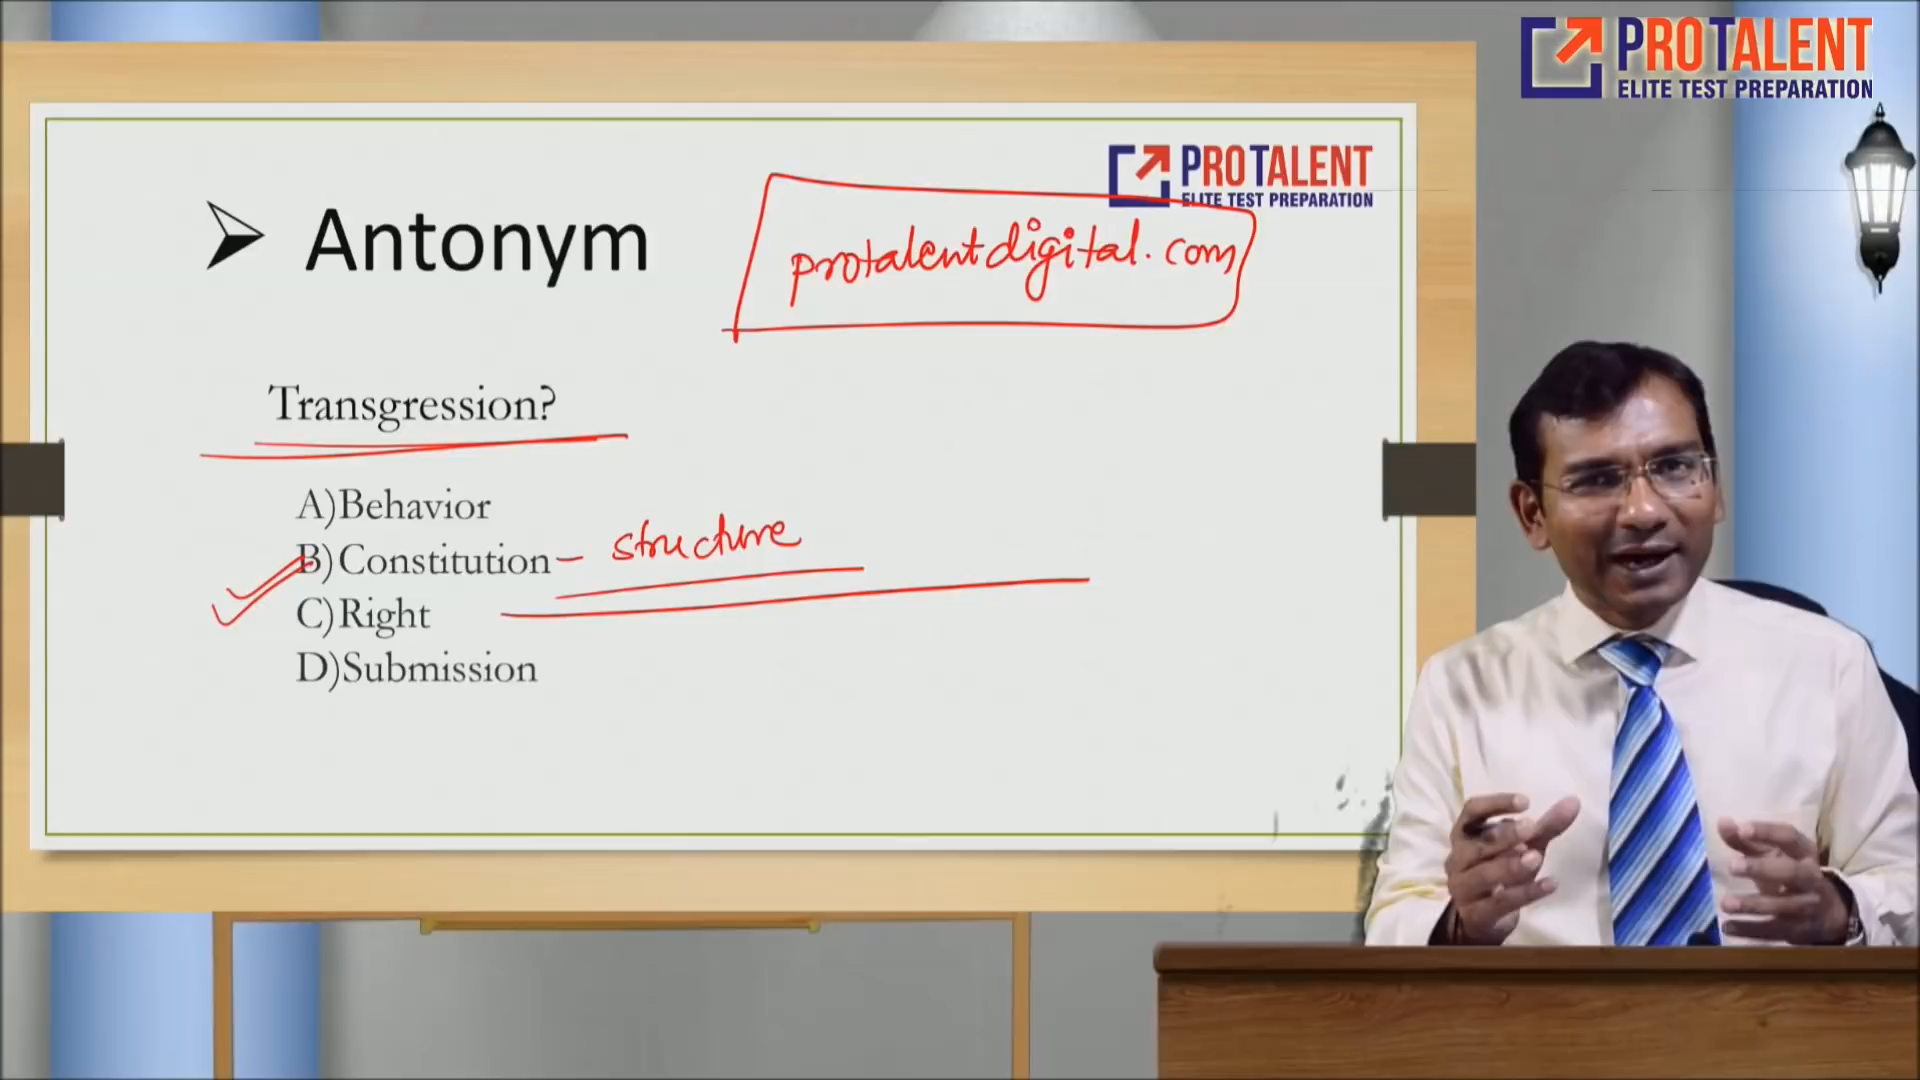 PROTALENT
ELITE TEST PREPARATION
PROTALENT
ELITE TEST PREPARATION
Antonym
protalentdigital.com
Transgression?
A)Behavior
B)Constitution – structure
C)Right
D)Submission